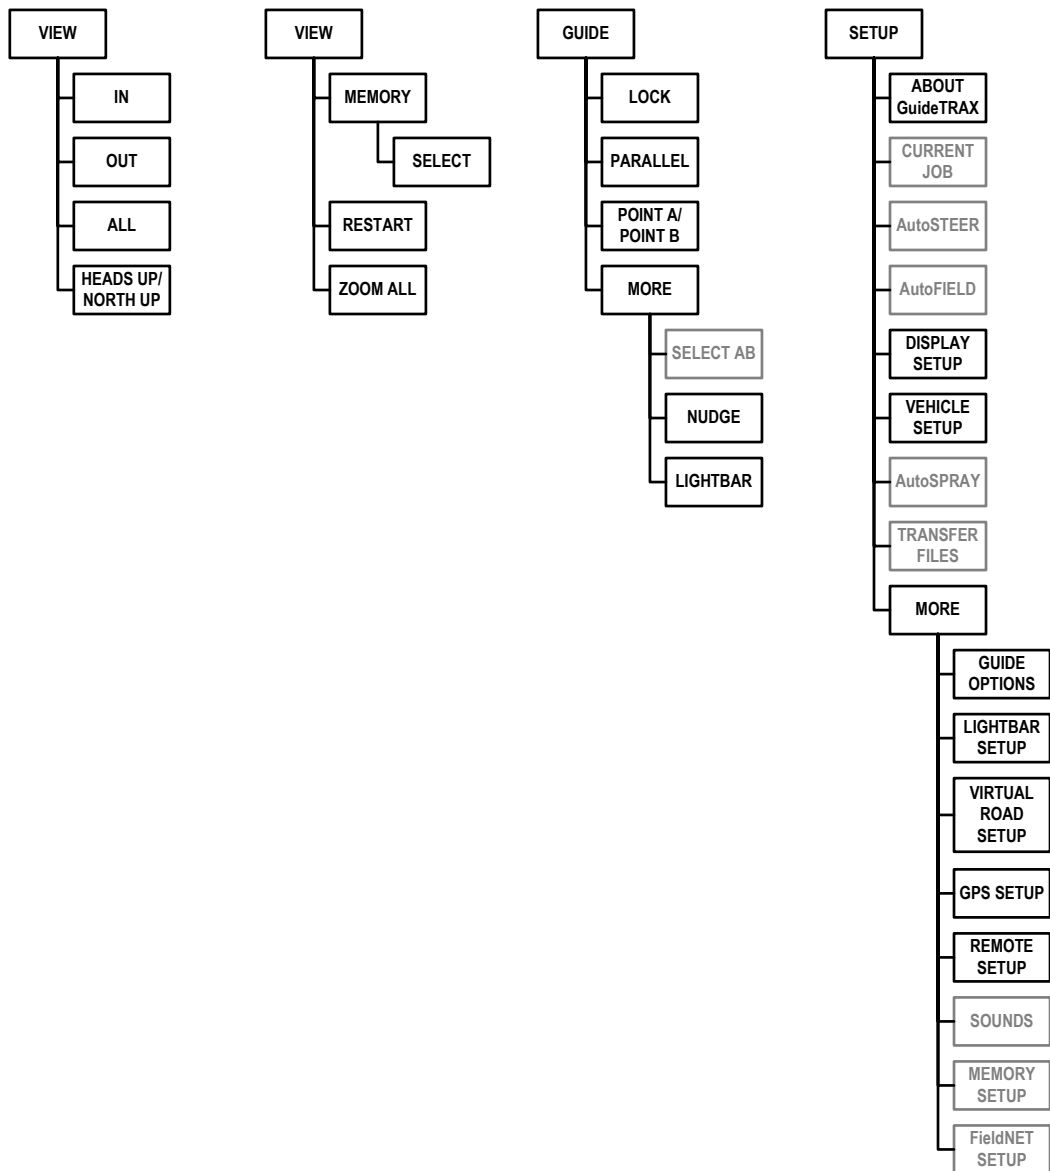 VIEW
IN
OUT
ALL
HEADS UP/
NORTH UP
VIEW
MEMORY
SELECT
RESTART
ZOOM ALL
GUIDE
LOCK
PARALLEL
POINT A/
POINT B
MORE
SELECT AB
NUDGE
LIGHTBAR
SETUP
ABOUT
GuideTRAX
CURRENT
JOB
AutoSTEER
AutoFIELD
DISPLAY
SETUP
VEHICLE
SETUP
AutoSPRAY
TRANSFER
FILES
MORE
GUIDE
OPTIONS
LIGHTBAR
SETUP
VIRTUAL
ROAD
SETUP
GPS SETUP
REMOTE
SETUP
SOUNDS
MEMORY
SETUP
FieldNET
SETUP